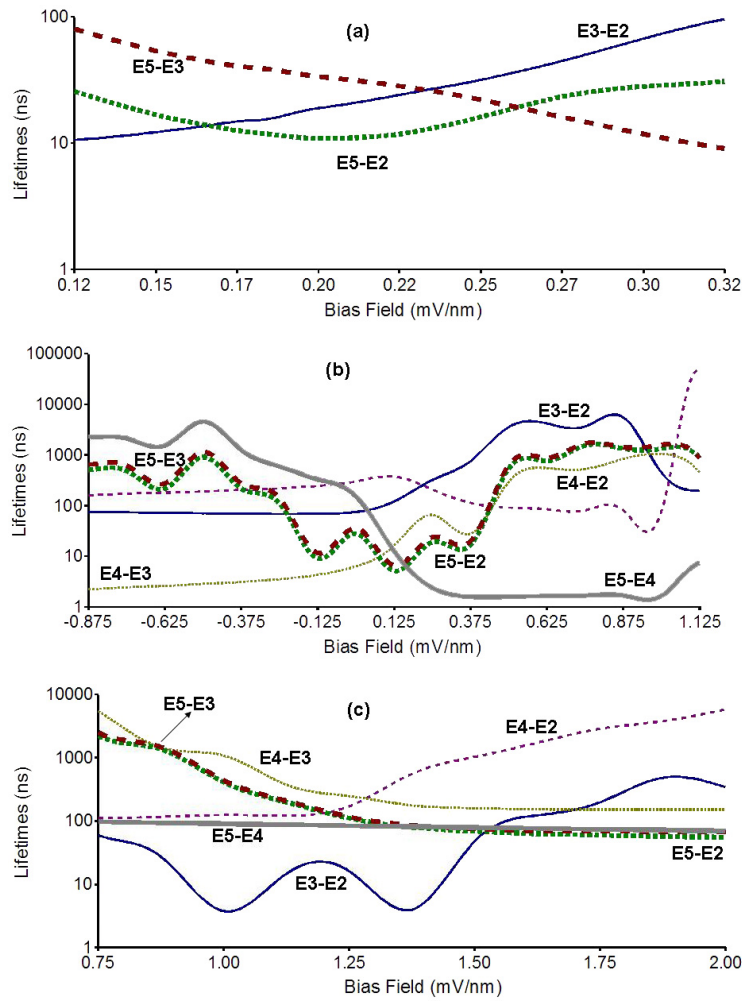 (a)
100
10
1
Lifetimes (ns)
E5-E3
E3-E2
E5-E2
0.12 0.15 0.17 0.20 0.22 0.25 0.27 0.30 0.32
Bias Field (mV/nm)
(b)
100000
10000
1000
100
10
1
Lifetimes (ns)
E5-E3
E3-E2
E4-E2
E4-E3
E5-E2
E5-E4
-0.875 -0.625 -0.375 -0.125 0.125 0.375 0.625 0.875 1.125
Bias Field (mV/nm)
(c)
10000
1000
100
10
1
Lifetimes (ns)
E5-E3
E4-E3
E4-E2
E5-E4
E3-E2
E5-E2
0.75 1.00 1.25 1.50 1.75 2.00
Bias Field (mV/nm)